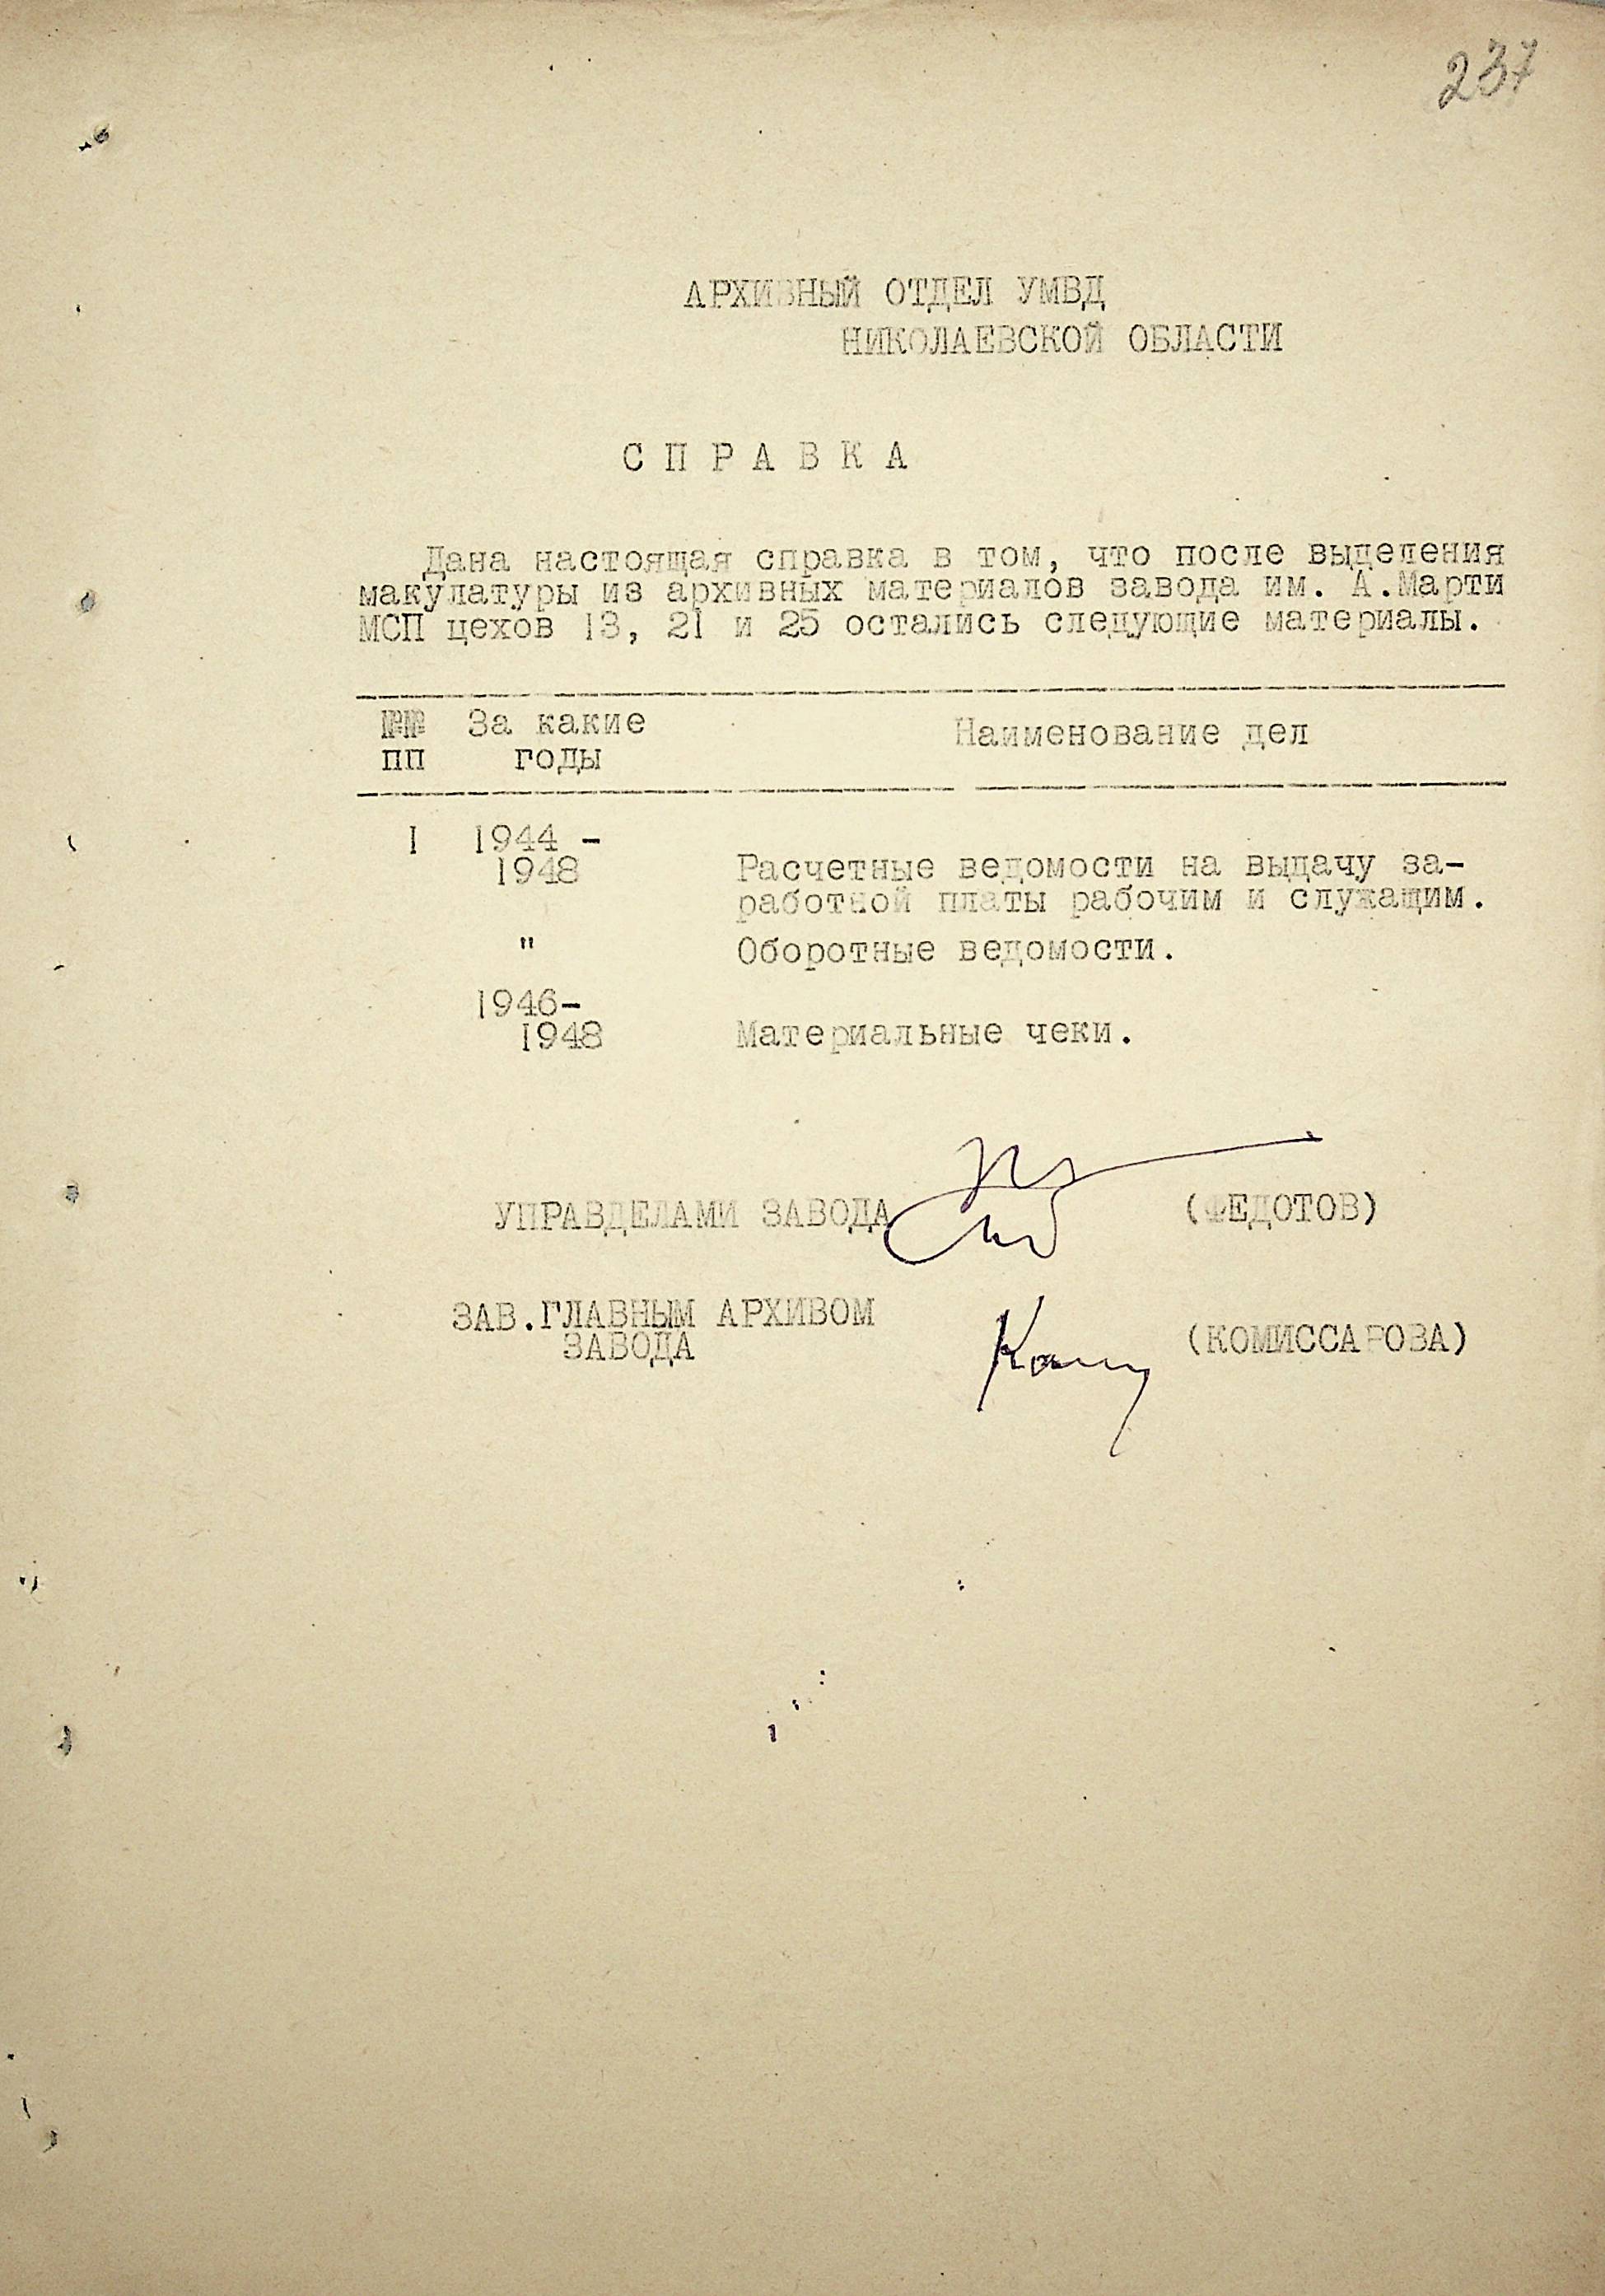 237
АРХИВНЫЙ ОТДЕЛ УМВД
НИКОЛАЕВСКОЙ ОБЛАСТИ
С П Р А В К А
Дана настоящая справка в том, что после выделения
макулатуры из архивных материалов завода им. А.Марти
МСП цехов 13, 21 и 25 остались следующие материалы.
№№ За какие Наименование дел
пп годы
I 1944 -
1948 Расчетные ведомости на выдачу за-
работной платы рабочим и служащим.
" Оборотные ведомости.
1946-
1948 Материальные чеки.
УПРАВДЕЛАМИ ЗАВОДА (ФЕДОТОВ)
ЗАВ.ГЛАВНЫМ АРХИВОМ
ЗАВОДА (КОМИССАРОВА)